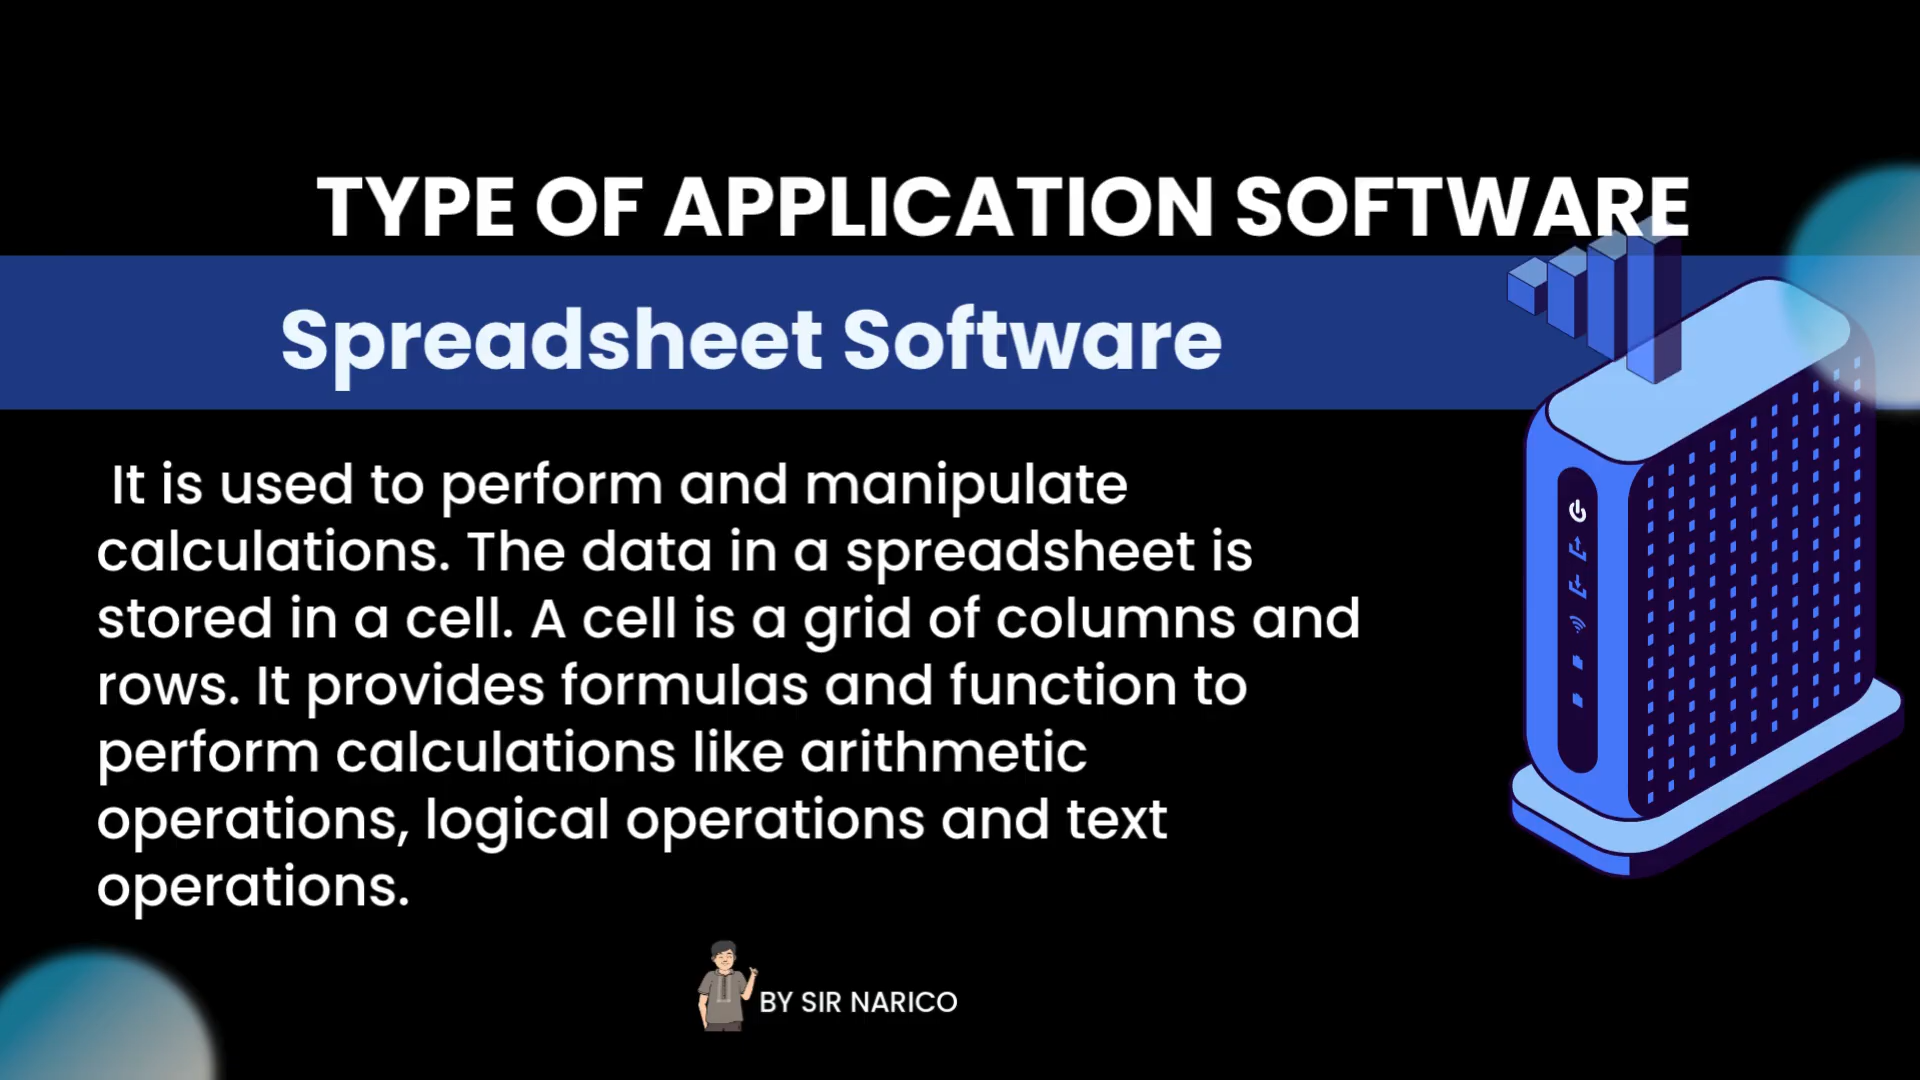 TYPE OF APPLICATION SOFTWARE
Spreadsheet Software
It is used to perform and manipulate
calculations. The data in a spreadsheet is
stored in a cell. A cell is a grid of columns and
rows. It provides formulas and function to
perform calculations like arithmetic
operations, logical operations and text
operations.
BY SIR NARICO